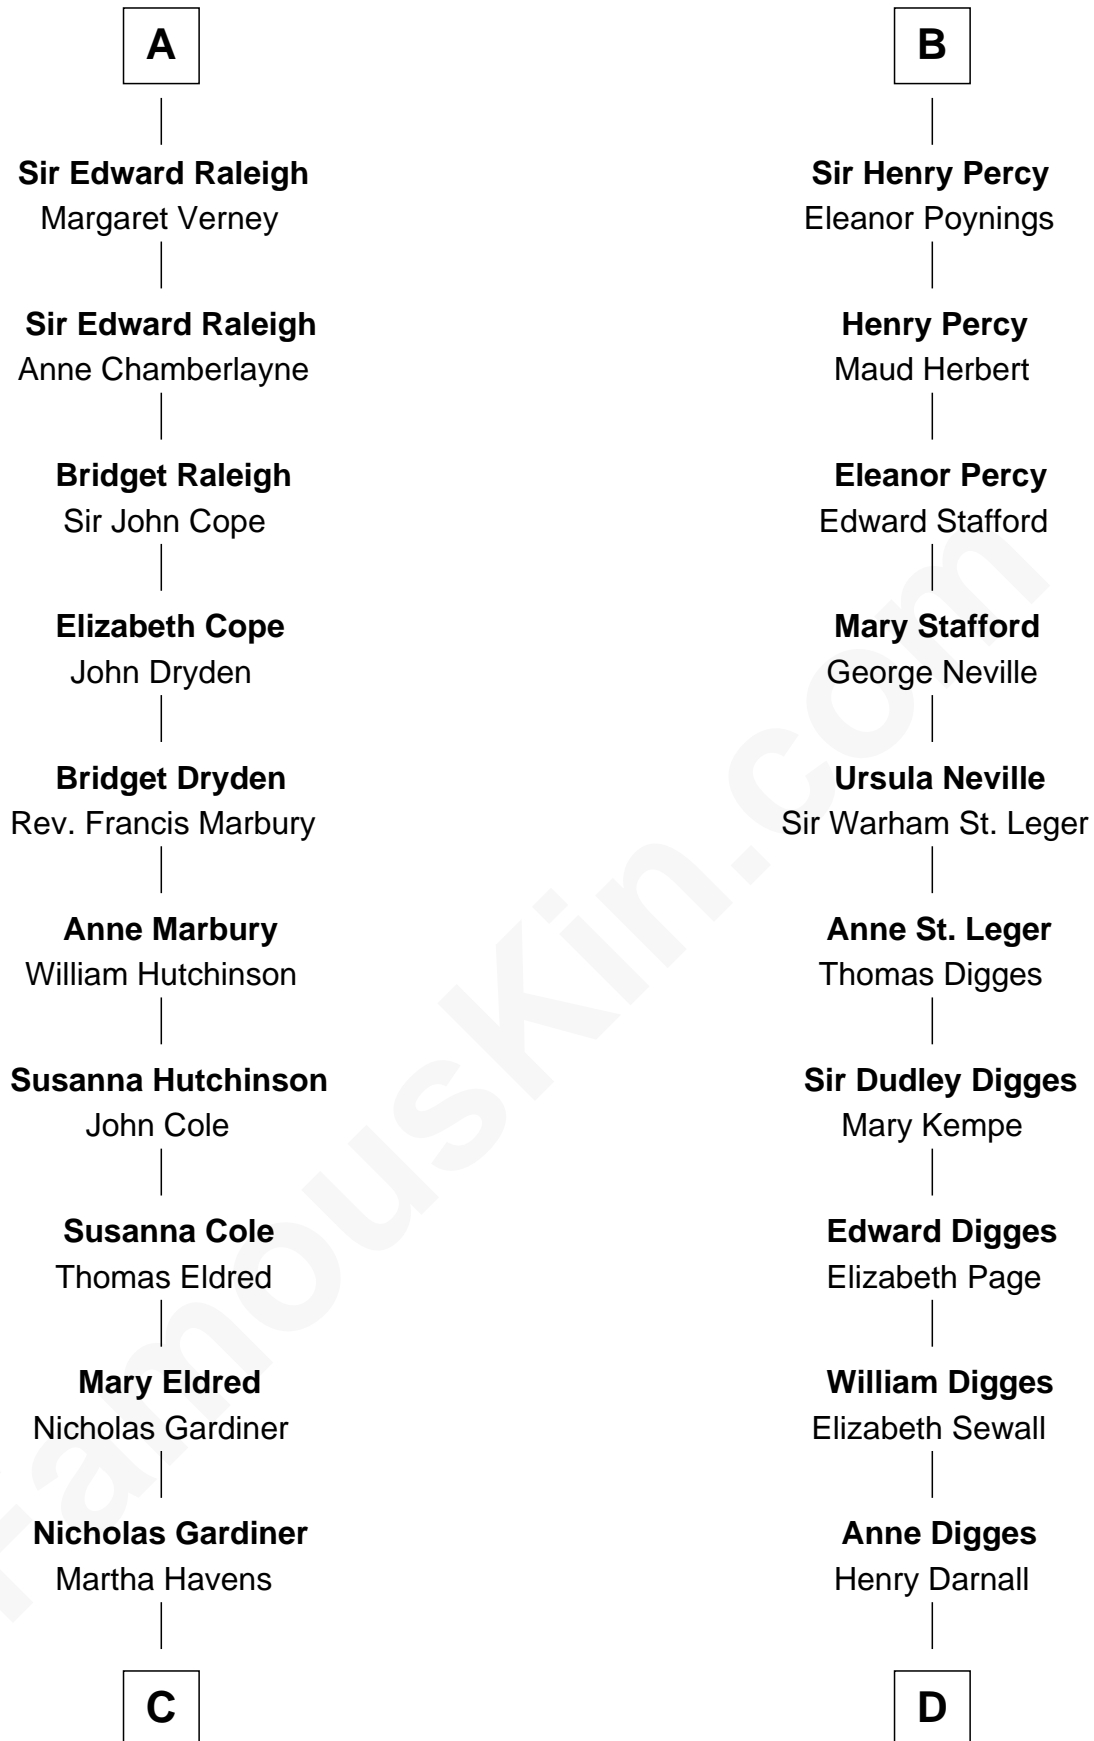 A
Sir Edward Raleigh
Margaret Verney
Sir Edward Raleigh
Anne Chamberlayne
Bridget Raleigh
Sir John Cope
Elizabeth Cope
John Dryden
Bridget Dryden
Rev. Francis Marbury
Anne Marbury
William Hutchinson
Susanna Hutchinson
John Cole
Susanna Cole
Thomas Eldred
Mary Eldred
Nicholas Gardiner
Nicholas Gardiner
Martha Havens
C
B
Sir Henry Percy
Eleanor Poynings
Henry Percy
Maud Herbert
Eleanor Percy
Edward Stafford
Mary Stafford
George Neville
Ursula Neville
Sir Warham St. Leger
Anne St. Leger
Thomas Digges
Sir Dudley Digges
Mary Kempe
Edward Digges
Elizabeth Page
William Digges
Elizabeth Sewall
Anne Digges
Henry Darnall
D
FamousKin.com